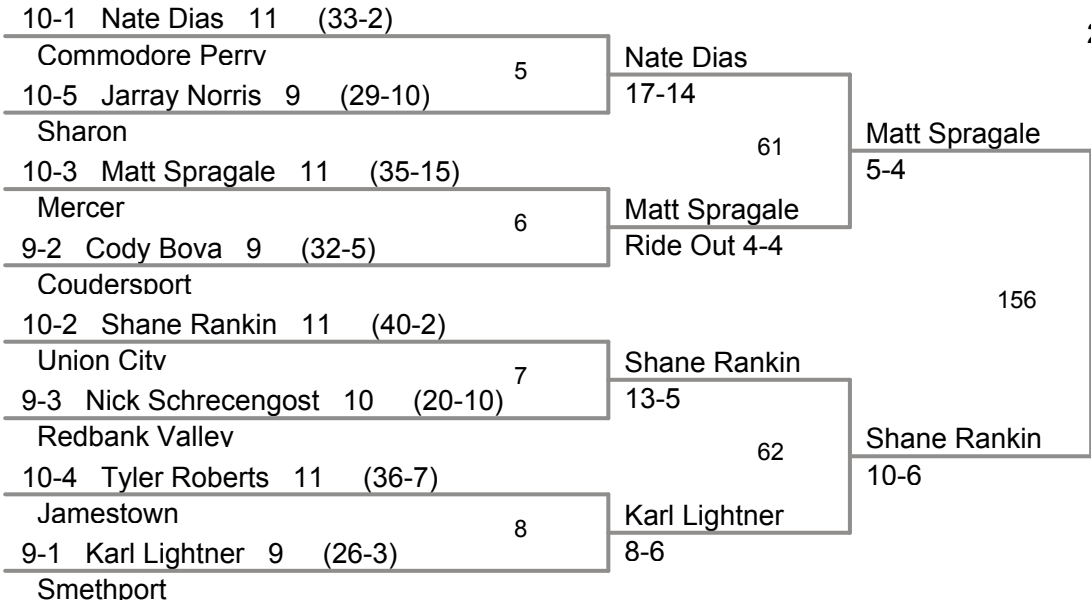 10-1 Nate Dias 11 (33-2)
Commodore Perry
5
10-5 Jarray Norris 9 (29-10)
Sharon
10-3 Matt Spragale 11 (35-15)
Mercer
6
9-2 Cody Bova 9 (32-5)
Coudersport
10-2 Shane Rankin 11 (40-2)
Union City
7
9-3 Nick Schrecengost 10 (20-10)
Redbank Valley
10-4 Tyler Roberts 11 (36-7)
Jamestown
8
9-1 Karl Lightner 9 (26-3)
Smethport
Nate Dias
17-14
61
Matt Spragale
Ride Out 4-4
Shane Rankin
13-5
62
Karl Lightner
8-6
Matt Spragale
5-4
156
Shane Rankin
10-6